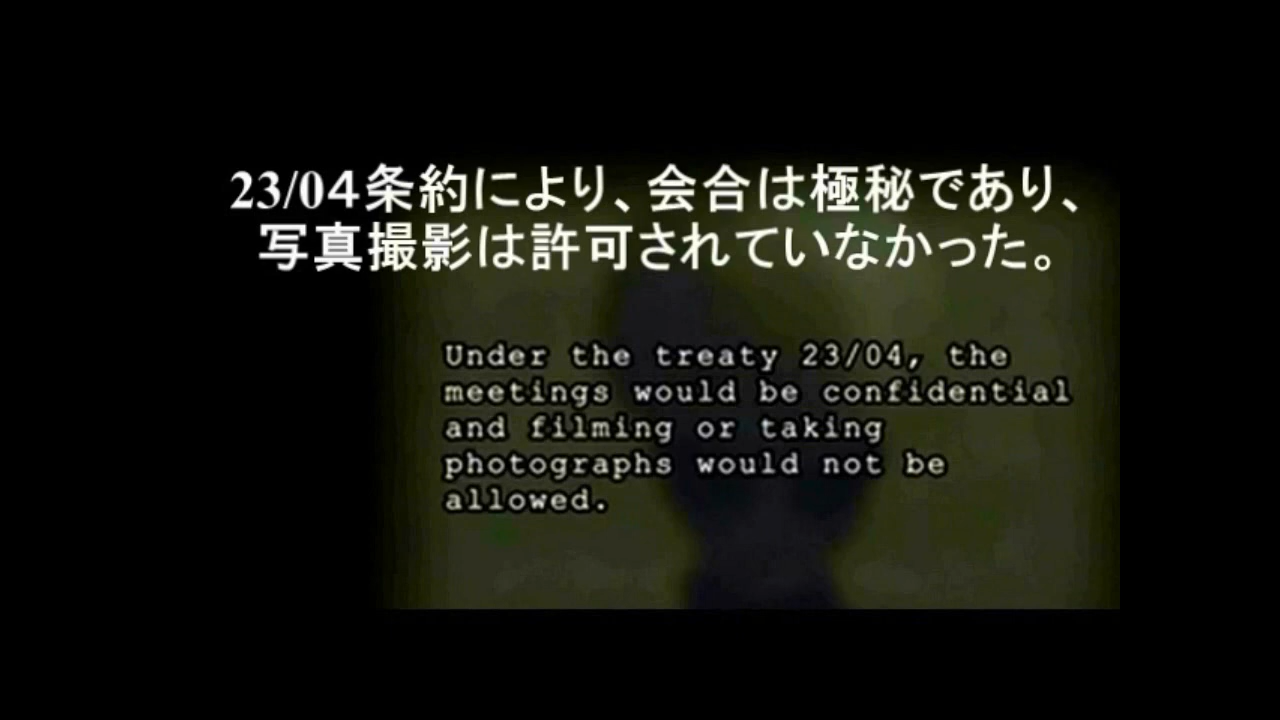 23/04条約により、会合は極秘であり、
写真撮影は許可されていなかった。
Under the treaty 23/04, the
meetings would be confidential
and filming or taking
photographs would not be
allowed.